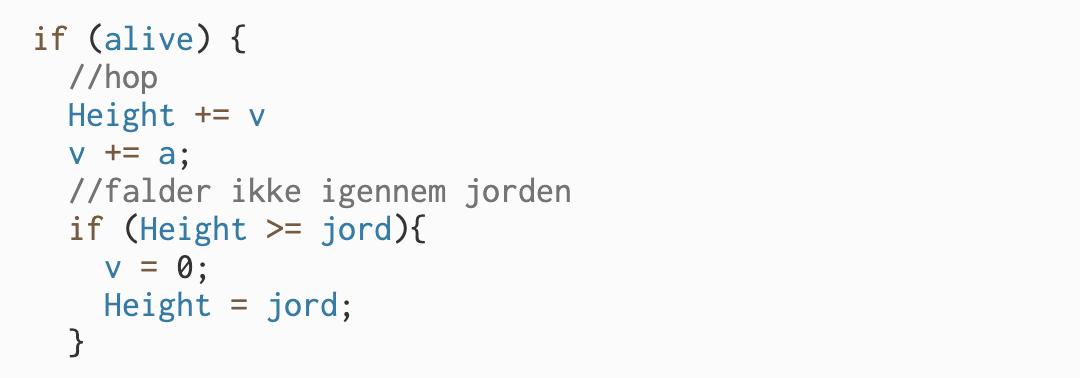 if (alive) {
  //hop
  Height += v
  v += a;
  //falder ikke igennem jorden
  if (Height >= jord){
    v = 0;
    Height = jord;
  }